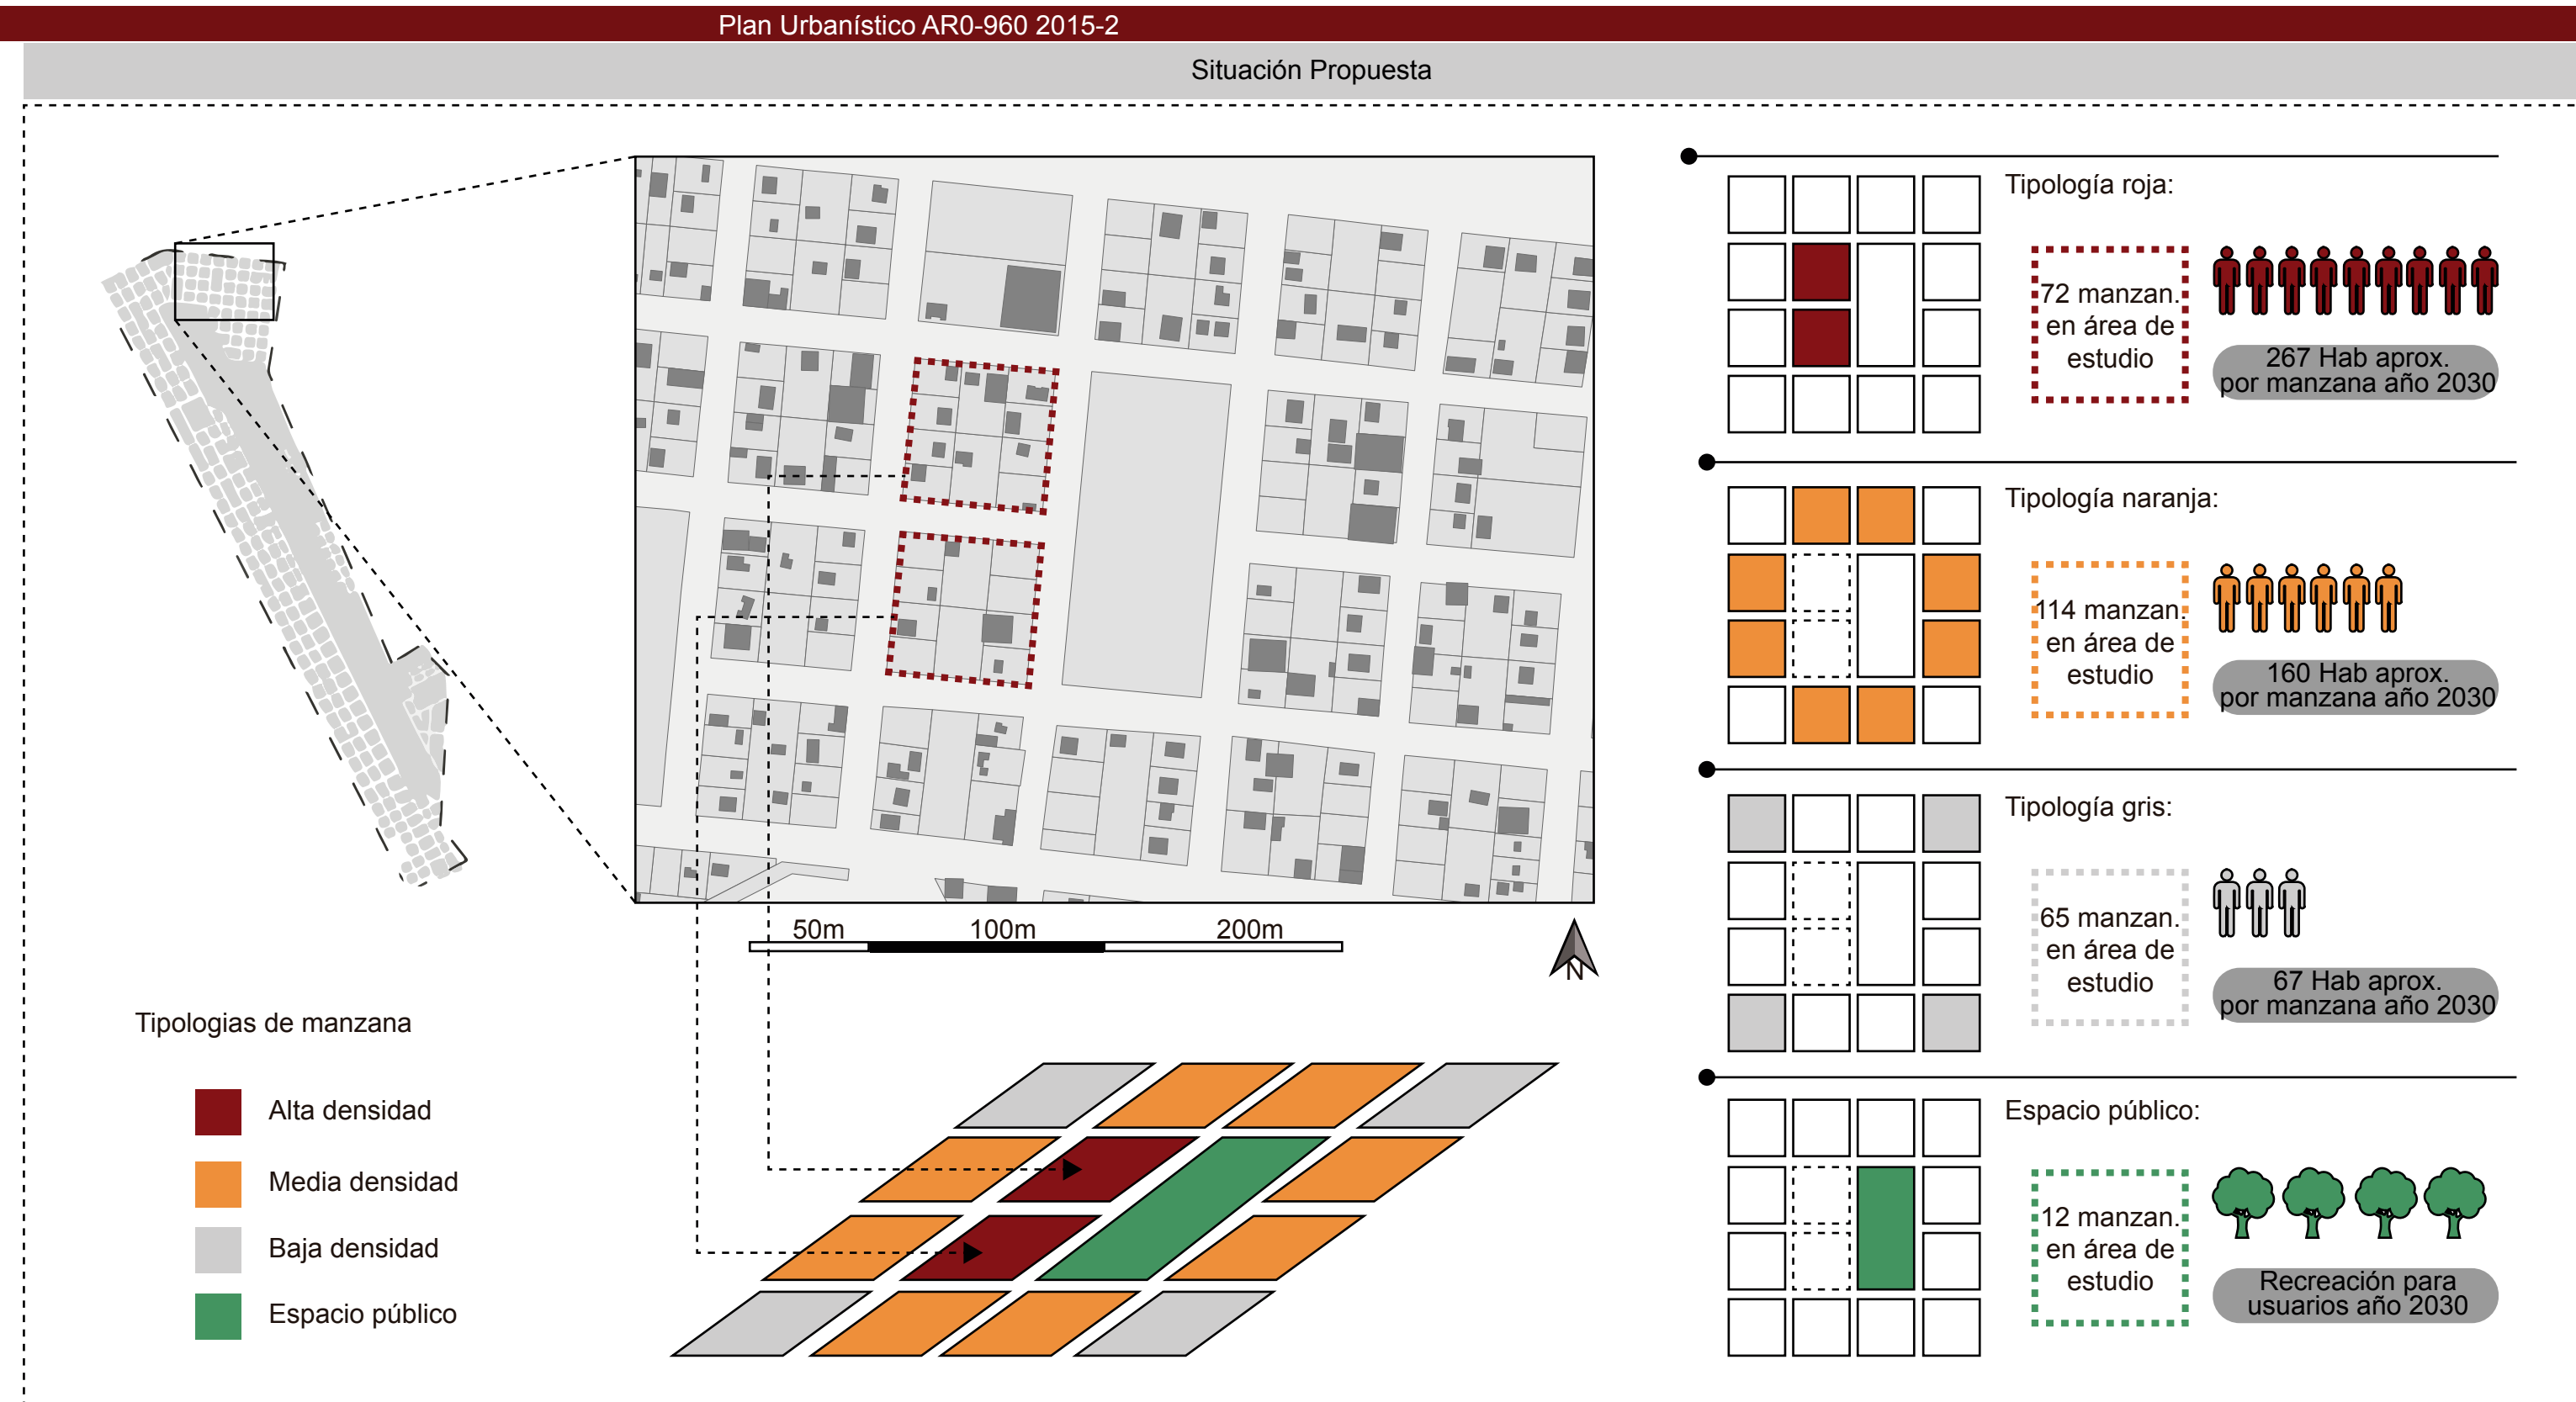 Plan Urbanístico AR0-960 2015-2
Situación Propuesta
Tipología roja:
72 manzan.
en área de
estudio
267 Hab aprox.
por manzana año 2030
Tipología naranja:
114 manzan.
en área de
estudio
160 Hab aprox.
por manzana año 2030
Tipología gris:
65 manzan.
en área de
estudio
67 Hab aprox.
por manzana año 2030
Espacio público:
12 manzan.
en área de
estudio
Recreación para
usuarios año 2030
50m 100m 200m
N
Tipologias de manzana
Alta densidad
Media densidad
Baja densidad
Espacio público